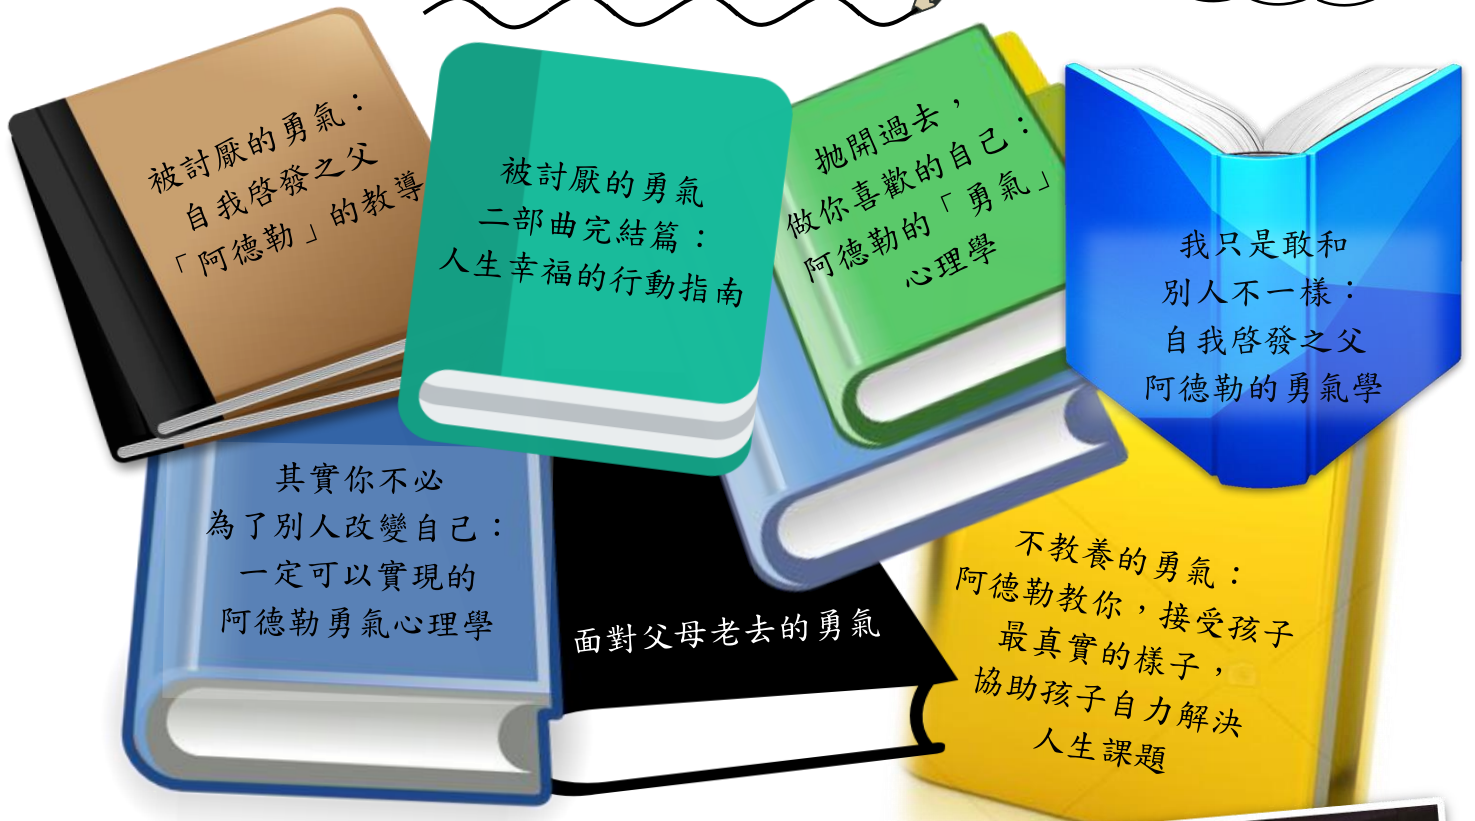 被討厭的勇氣：
自我啓發之父
「阿德勒」的教導
被討厭的勇氣
二部曲完結篇：
人生幸福的行動指南
拋開過去，
做你喜歡的自己：
阿德勒的「勇氣」
心理學
我只是敢和
別人不一樣：
自我啓發之父
阿德勒的勇氣學
其實你不必
為了別人改變自己：
一定可以實現的
阿德勒勇氣心理學
面對父母老去的勇氣
不教養的勇氣：
阿德勒教你，接受孩子
最真實的樣子，
協助孩子自力解決
人生課題